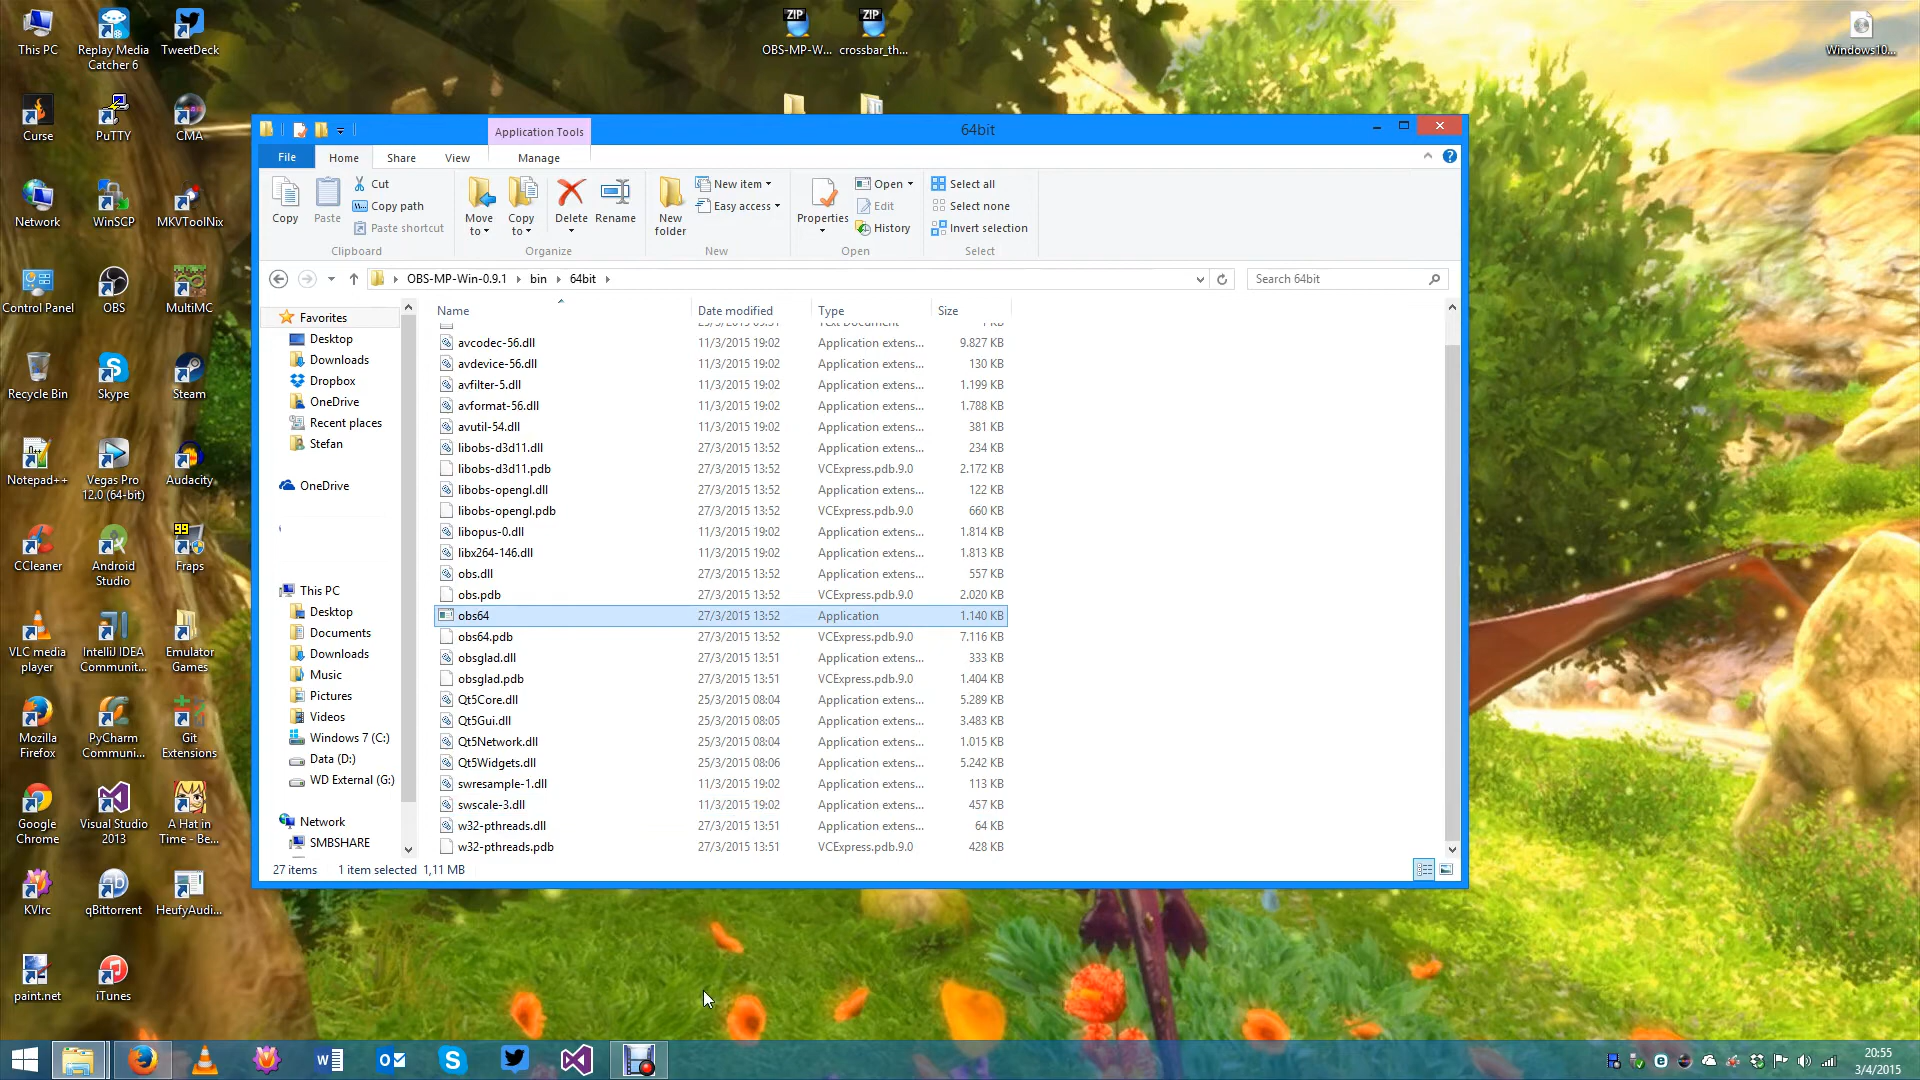 This PC
Replay Media
Catcher 6
TweetDeck
ZIP
OBS-MP-W...
ZIP
crossbar_th...
Windows10...
Curse
PuTTY
CMA
Network
WinSCP
MKVToolNix
Control Panel
OBS
MultiMC
Recycle Bin
Skype
Steam
Notepad++
Vegas Pro
12.0 (64-bit)
Audacity
CCleaner
Android
Studio
99
Fraps
VLC media
player
IntelliJ IDEA
Communit...
Emulator
Games
Mozilla
Firefox
PyCharm
Communi...
Git
Extensions
Google
Chrome
Visual Studio
2013
A Hat in
Time - Be...
KVIrc
qBittorrent
HeufyAudi...
paint.net
iTunes
Application Tools
64bit
File
Home
Share
View
Manage
Copy
Paste
Cut
Copy path
Paste shortcut
Clipboard
Move
to
Copy
to
Delete
Rename
Organize
New
folder
New item
Easy access
New
Properties
Open
Edit
History
Open
Select all
Select none
Invert selection
Select
OBS-MP-Win-0.9.1
bin
64bit
Search 64bit
Favorites
Desktop
Downloads
Dropbox
OneDrive
Recent places
Stefan
OneDrive
This PC
Desktop
Documents
Downloads
Music
Pictures
Videos
Windows 7 (C:)
Data (D:)
WD External (G:)
Network
SMBSHARE
Name Date modified Type Size
avcodec-56.dll 11/3/2015 19:02 Application extens... 9.827 KB
avdevice-56.dll 11/3/2015 19:02 Application extens... 130 KB
avfilter-5.dll 11/3/2015 19:02 Application extens... 1.199 KB
avformat-56.dll 11/3/2015 19:02 Application extens... 1.788 KB
avutil-54.dll 11/3/2015 19:02 Application extens... 381 KB
libobs-d3d11.dll 27/3/2015 13:52 Application extens... 234 KB
libobs-d3d11.pdb 27/3/2015 13:52 VCExpress.pdb.9.0 2.172 KB
libobs-opengl.dll 27/3/2015 13:52 Application extens... 122 KB
libobs-opengl.pdb 27/3/2015 13:52 VCExpress.pdb.9.0 660 KB
libopus-0.dll 11/3/2015 19:02 Application extens... 1.814 KB
libx264-146.dll 11/3/2015 19:02 Application extens... 1.813 KB
obs.dll 27/3/2015 13:52 Application extens... 557 KB
obs.pdb 27/3/2015 13:52 VCExpress.pdb.9.0 2.020 KB
obs64 27/3/2015 13:52 Application 1.140 KB
obs64.pdb 27/3/2015 13:52 VCExpress.pdb.9.0 7.116 KB
obsglad.dll 27/3/2015 13:51 Application extens... 333 KB
obsglad.pdb 27/3/2015 13:51 VCExpress.pdb.9.0 1.404 KB
Qt5Core.dll 25/3/2015 08:04 Application extens... 5.289 KB
Qt5Gui.dll 25/3/2015 08:05 Application extens... 3.483 KB
Qt5Network.dll 25/3/2015 08:04 Application extens... 1.015 KB
Qt5Widgets.dll 25/3/2015 08:06 Application extens... 5.242 KB
swresample-1.dll 11/3/2015 19:02 Application extens... 113 KB
swscale-3.dll 11/3/2015 19:02 Application extens... 457 KB
w32-pthreads.dll 27/3/2015 13:51 Application extens... 64 KB
w32-pthreads.pdb 27/3/2015 13:51 VCExpress.pdb.9.0 428 KB
27 items 1 item selected 1,11 MB
20:55
3/4/2015